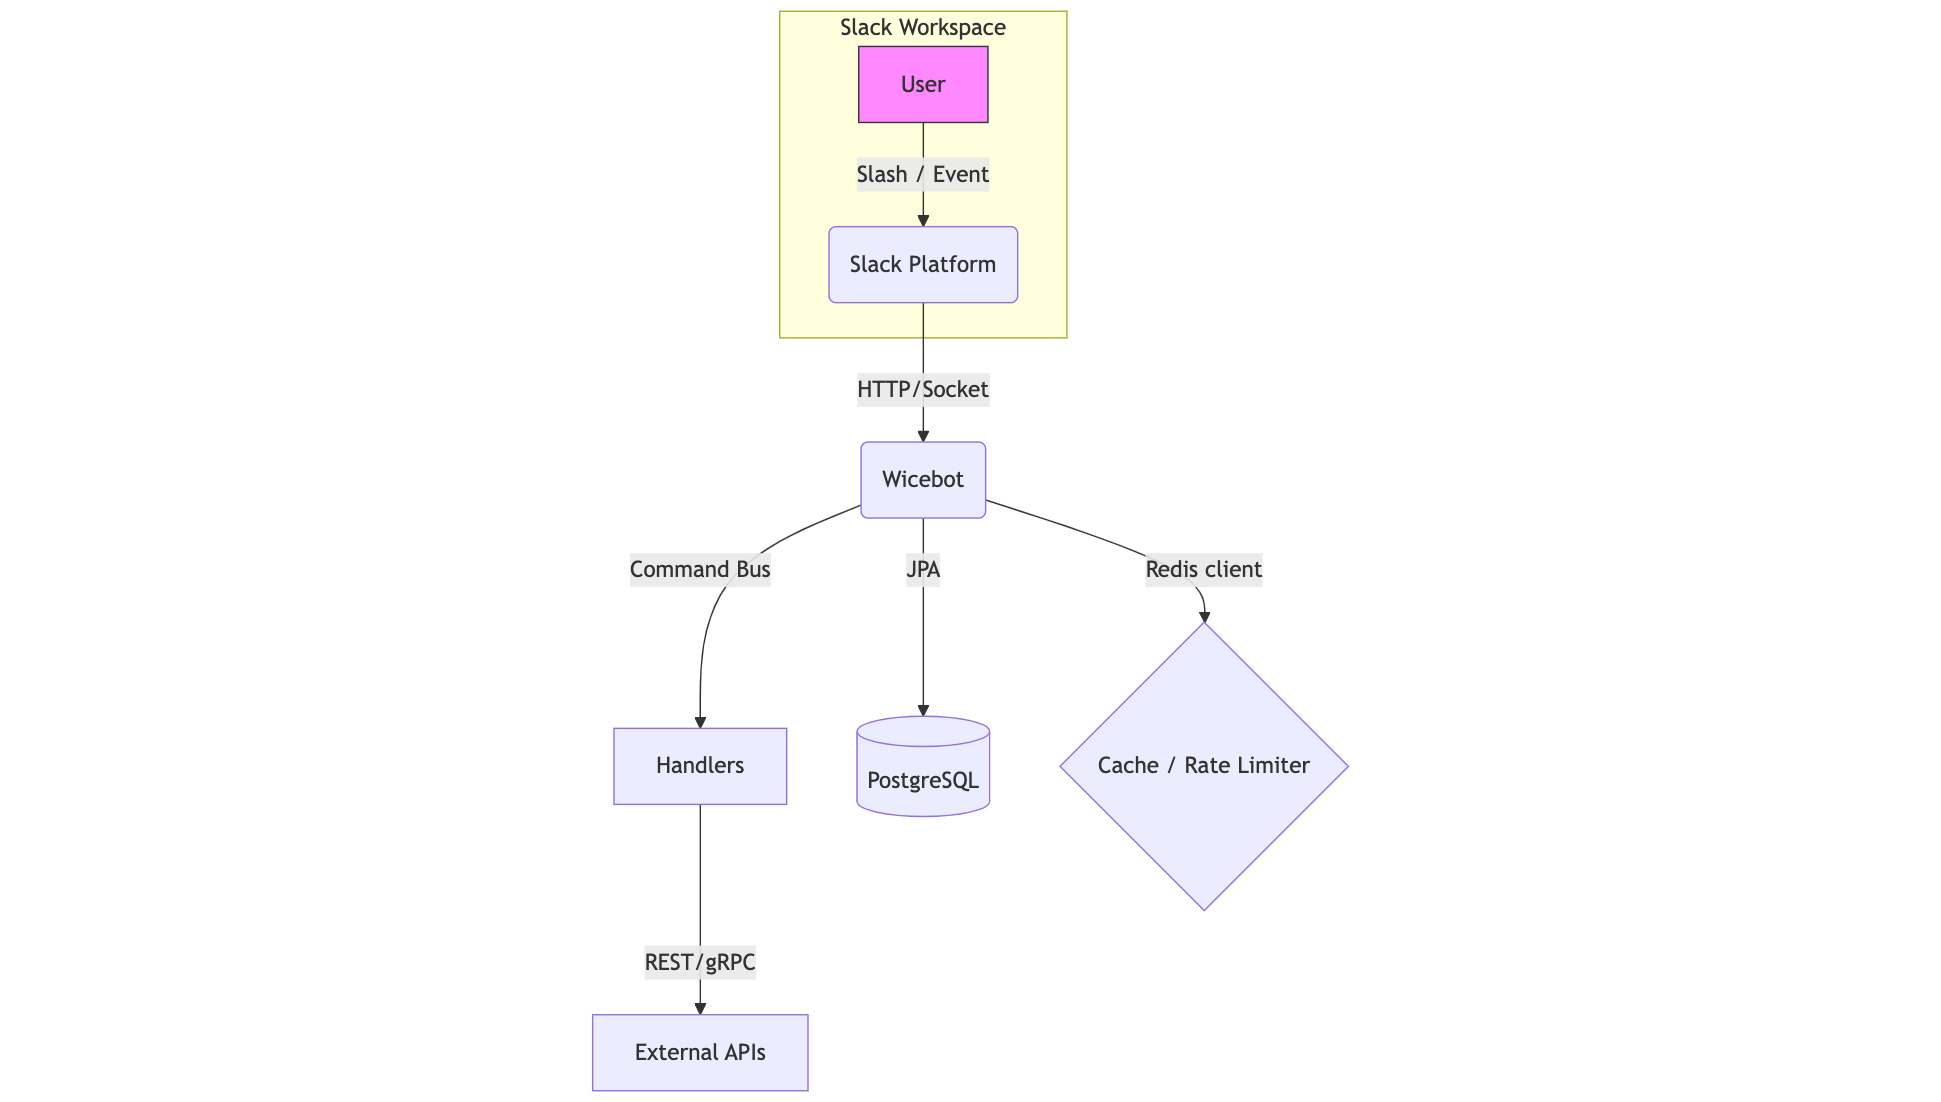 Slack Workspace
User
Slash / Event
Slack Platform
HTTP/Socket
Wicebot
Command Bus
JPA
Redis client
Handlers
PostgreSQL
Cache / Rate Limiter
REST/gRPC
External APIs